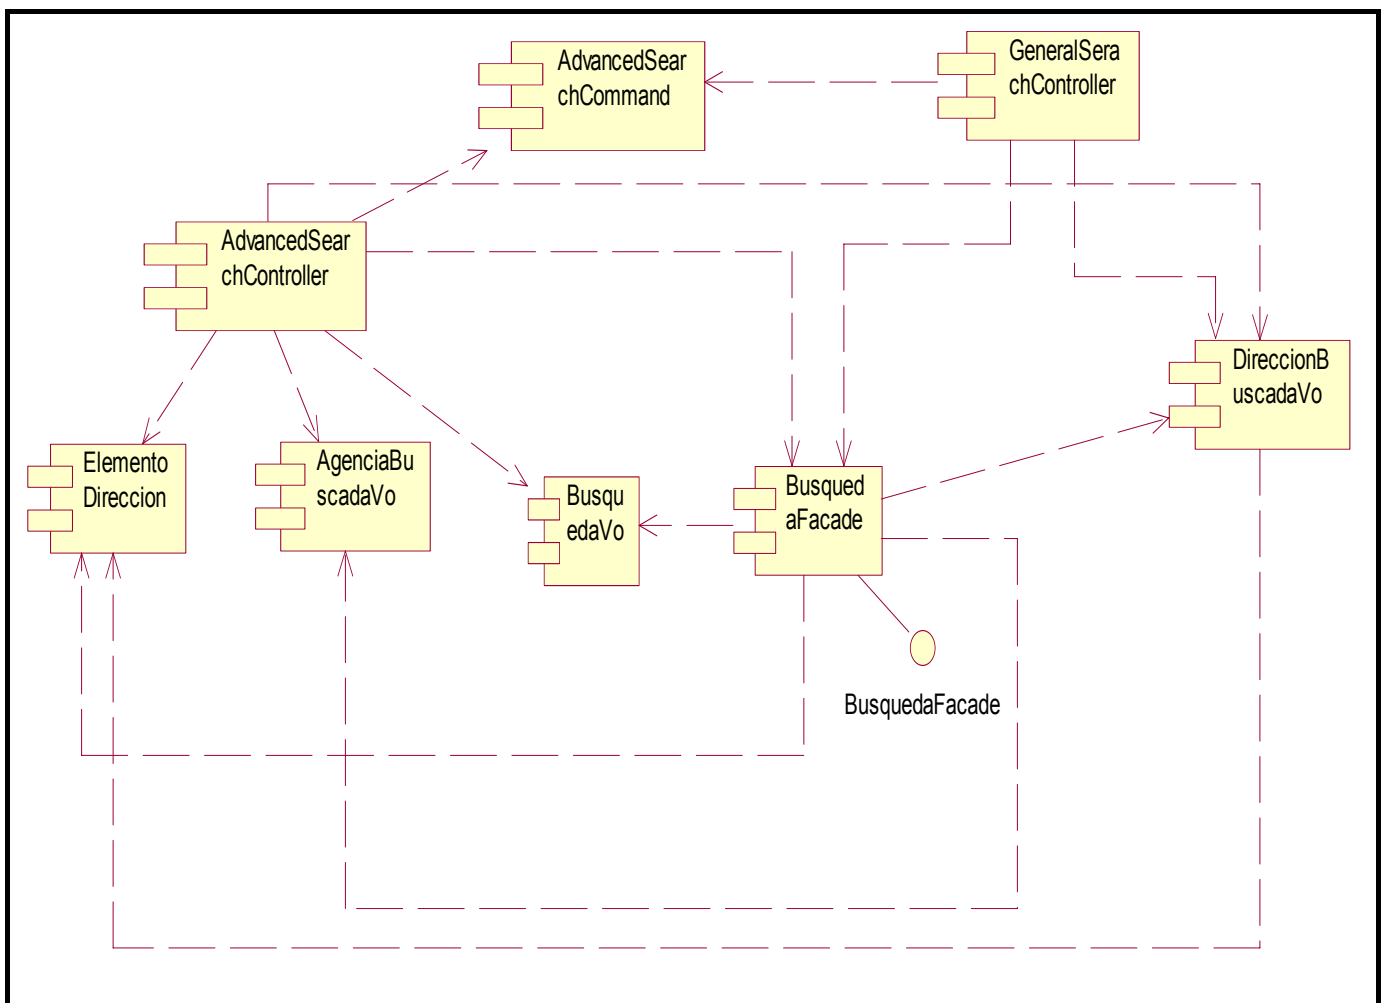 AdvancedSear
chCommand
GeneralSera
chController
AdvancedSear
chController
DireccionB
uscadaVo
Elemento
Direccion
AgenciaBu
scadaVo
Busqu
edaVo
Busqued
aFacade
BusquedaFacade